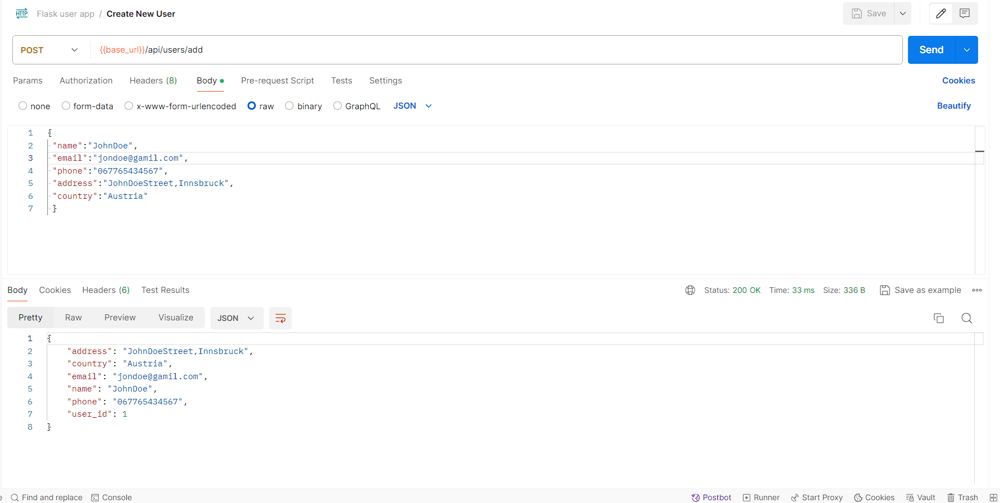 HTTP Flask user app / Create New User Save
POST {{base_url}}/api/users/add Send
Params Authorization Headers (8) Body Pre-request Script Tests Settings Cookies
none form-data x-www-form-urlencoded raw binary GraphQL JSON Beautify
1 {
2 "name":"JohnDoe",
3 "email":"jondoe@gamil.com",
4 "phone":"067765434567",
5 "address":"JohnDoeStreet,Innsbruck",
6 "country":"Austria"
7 }
Body Cookies Headers (6) Test Results Status: 200 OK Time: 33 ms Size: 336 B Save as example
Pretty Raw Preview Visualize JSON
1 {
2 "address": "JohnDoeStreet,Innsbruck",
3 "country": "Austria",
4 "email": "jondoe@gamil.com",
5 "name": "JohnDoe",
6 "phone": "067765434567",
7 "user_id": 1
8 }
Find and replace Console Postbot Runner Start Proxy Cookies Vault Trash